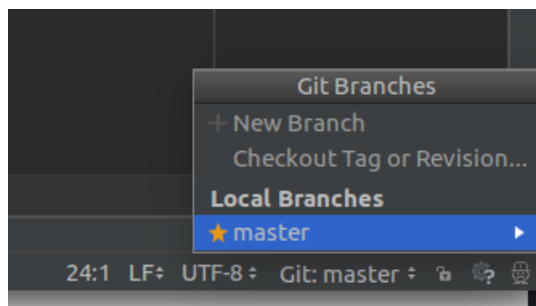 Git Branches
New Branch
Checkout Tag or Revision...
Local Branches
master
24:1 LF UTF-8 Git: master